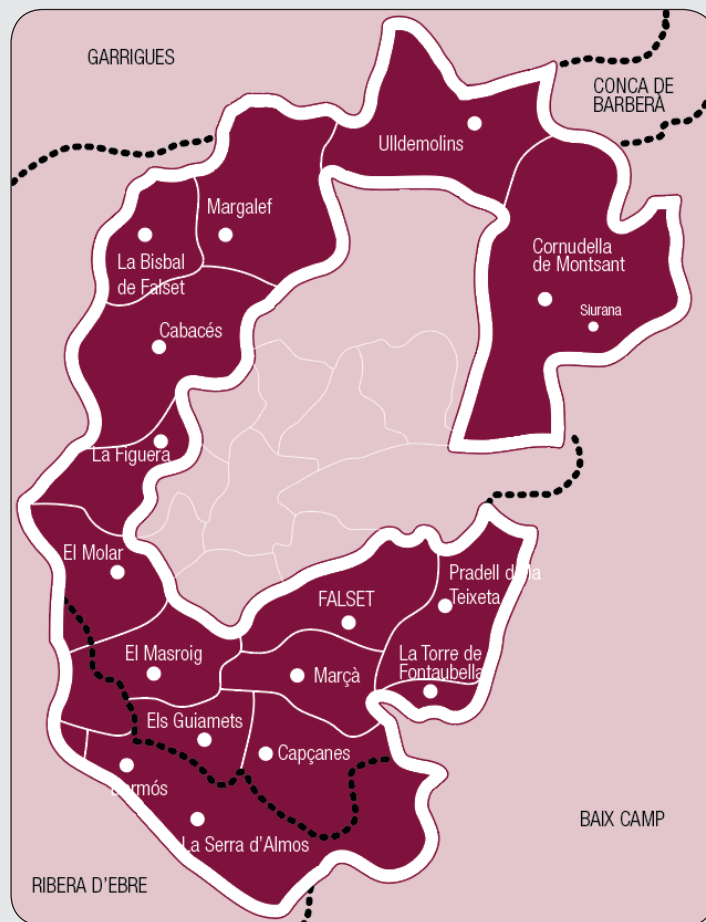 GARRIGUES
CONCA DE
BARBERÀ
Ulldemolins
Margalef
La Bisbal
de Falset
Cornudella
de Montsant
Siurana
Cabacés
La Figuera
El Molar
FALSET
Pradell de la
Teixeta
El Masroig
Marçà
La Torre de
Fontaubella
Els Guiamets
Capçanes
Darmós
La Serra d'Almos
BAIX CAMP
RIBERA D'EBRE